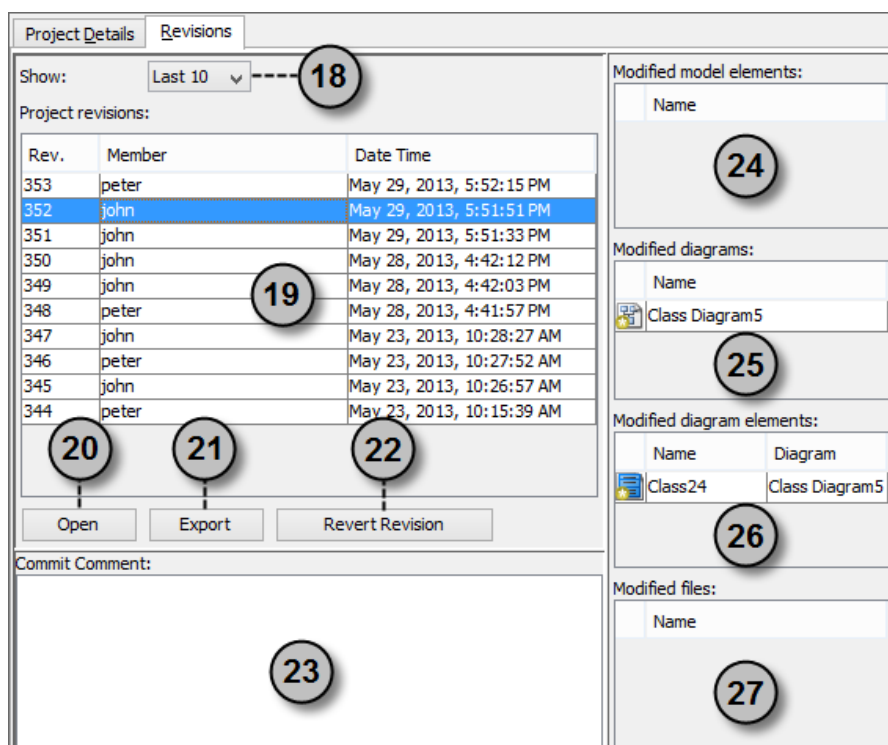 Project Details Revisions
Show: Last 10 18
Project revisions:
Rev. Member Date Time
353 peter May 29, 2013, 5:52:15 PM
352 john May 29, 2013, 5:51:51 PM
351 john May 29, 2013, 5:51:33 PM
350 john May 28, 2013, 4:42:12 PM
349 john May 28, 2013, 4:42:03 PM
19
348 peter May 28, 2013, 4:41:57 PM
347 john May 23, 2013, 10:28:27 AM
346 peter May 23, 2013, 10:27:52 AM
345 john May 23, 2013, 10:26:57 AM
344 peter May 23, 2013, 10:15:39 AM
20 21 22
Open Export Revert Revision
Commit Comment:
23
Modified model elements:
Name
24
Modified diagrams:
Name
Class Diagram5
25
Modified diagram elements:
Name Diagram
Class24 Class Diagram5
26
Modified files:
Name
27